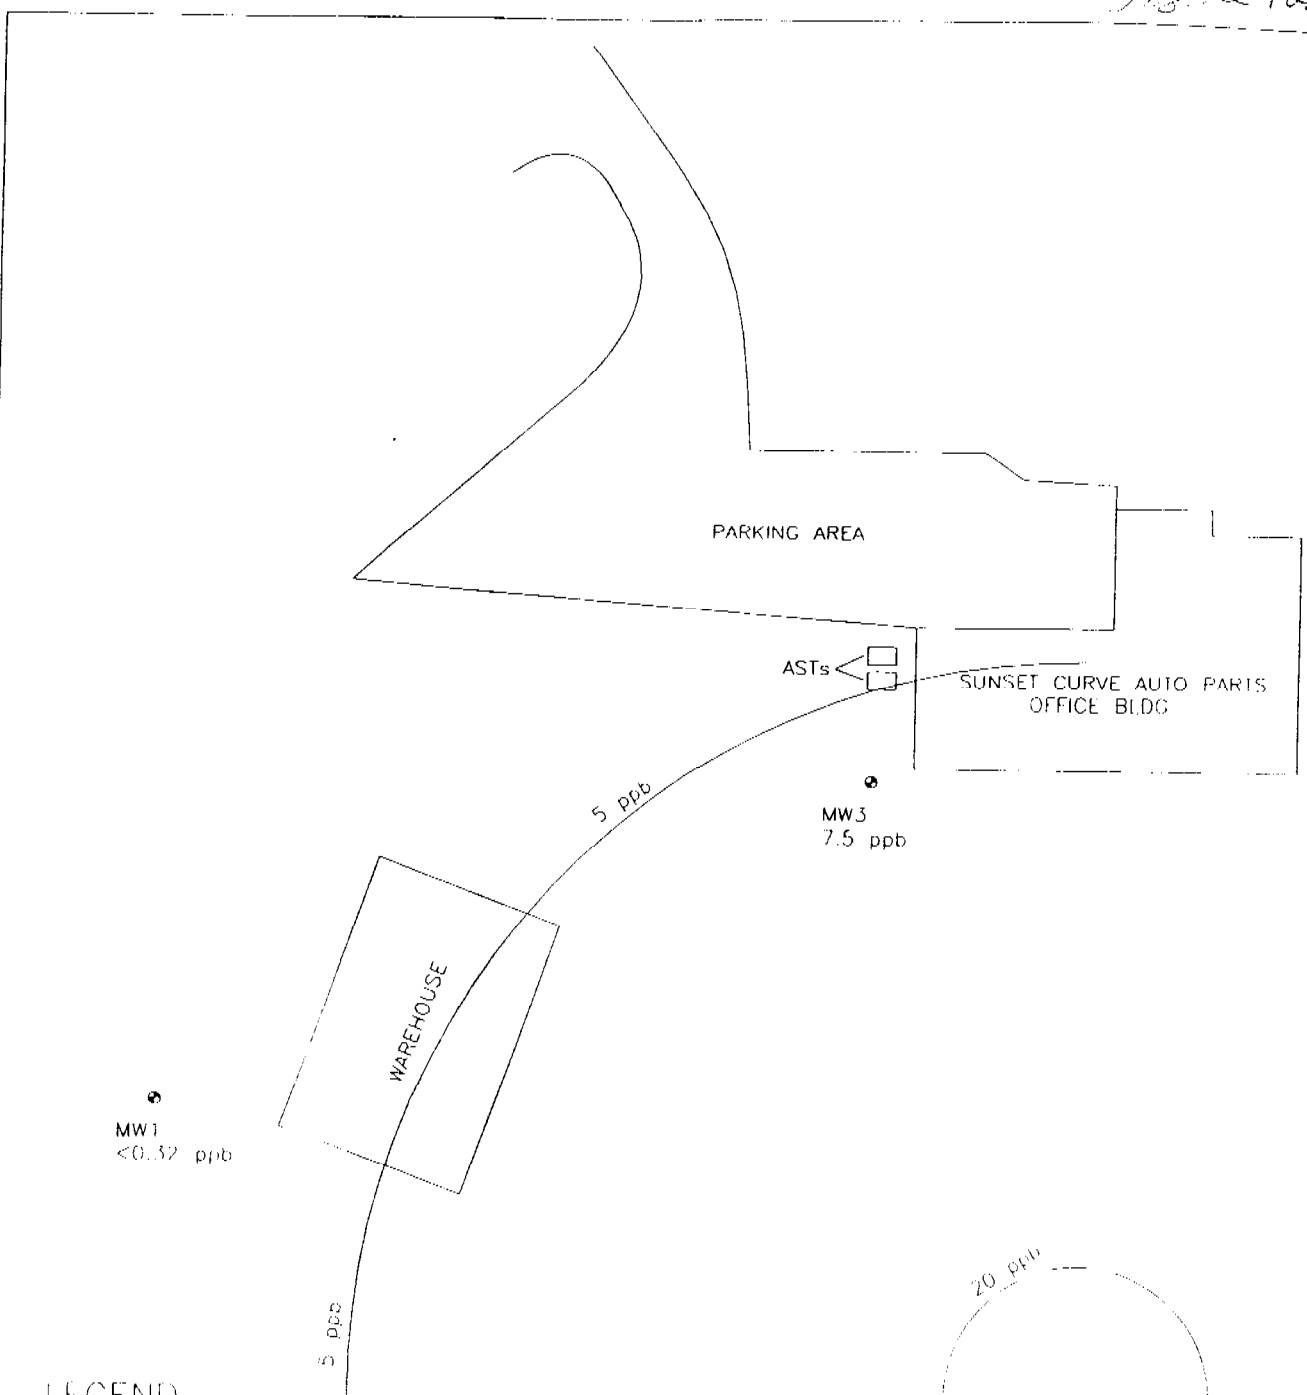 PARKING AREA
ASTs
SUNSET CURVE AUTO PARTS
OFFICE BLDG
5 ppb
MW3
7.5 ppb
WAREHOUSE
MW1
<0.32 ppb
20 ppb
5 ppb
LEGEND